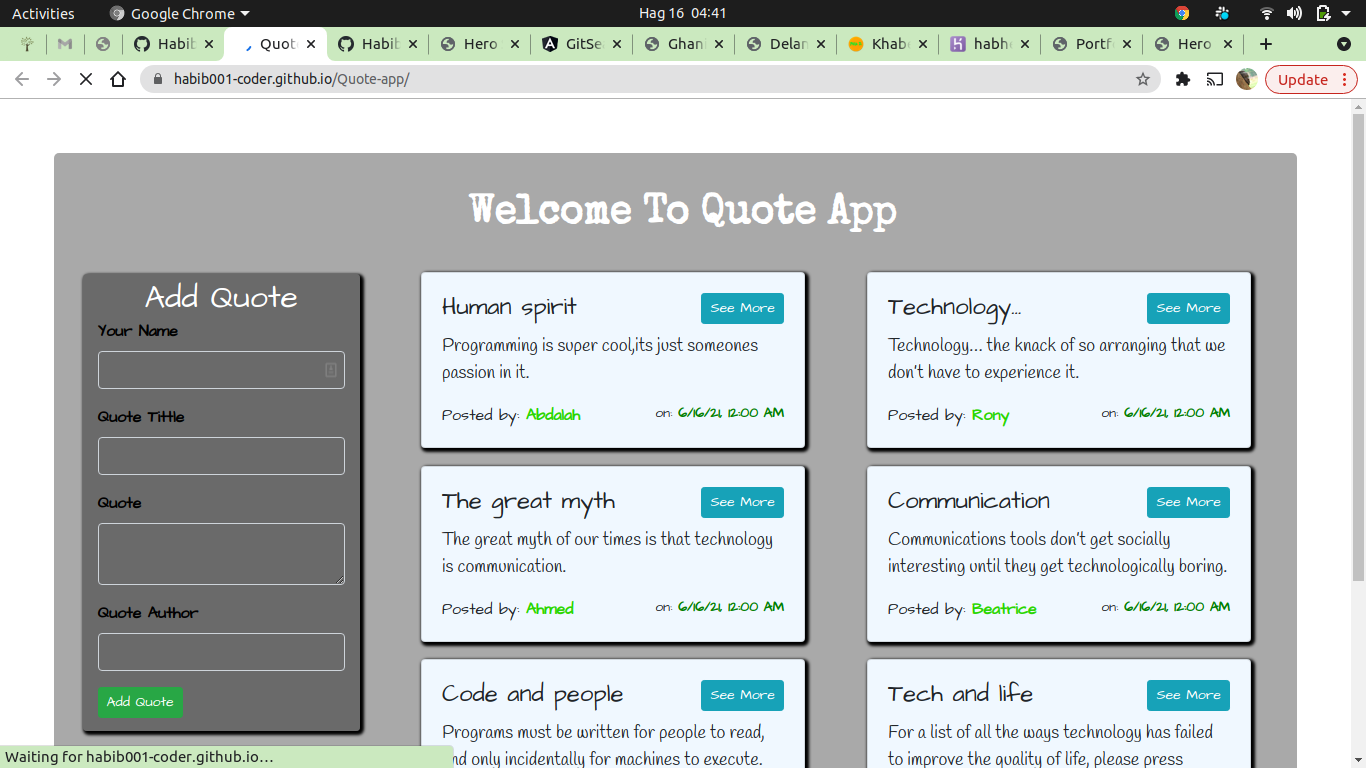 Activities Google Chrome Hag 16 04:41
Habib Quot Habib Hero GitSe Ghani Delan Khab habh Portf Hero
habib001-coder.github.io/Quote-app/ Update
Welcome To Quote App
Add Quote
Your Name
Quote Tittle
Quote
Quote Author
Add Quote
Human spirit See More
Programming is super cool,its just someones
passion in it.
Posted by: Abdalah on: 6/16/21, 12:00 AM
Technology... See More
Technology… the knack of so arranging that we
don’t have to experience it.
Posted by: Rony on: 6/16/21, 12:00 AM
The great myth See More
The great myth of our times is that technology
is communication.
Posted by: Ahmed on: 6/16/21, 12:00 AM
Communication See More
Communications tools don’t get socially
interesting until they get technologically boring.
Posted by: Beatrice on: 6/16/21, 12:00 AM
Code and people See More
Programs must be written for people to read,
and only incidentally for machines to execute.
Tech and life See More
For a list of all the ways technology has failed
to improve the quality of life, please press
Waiting for habib001-coder.github.io…